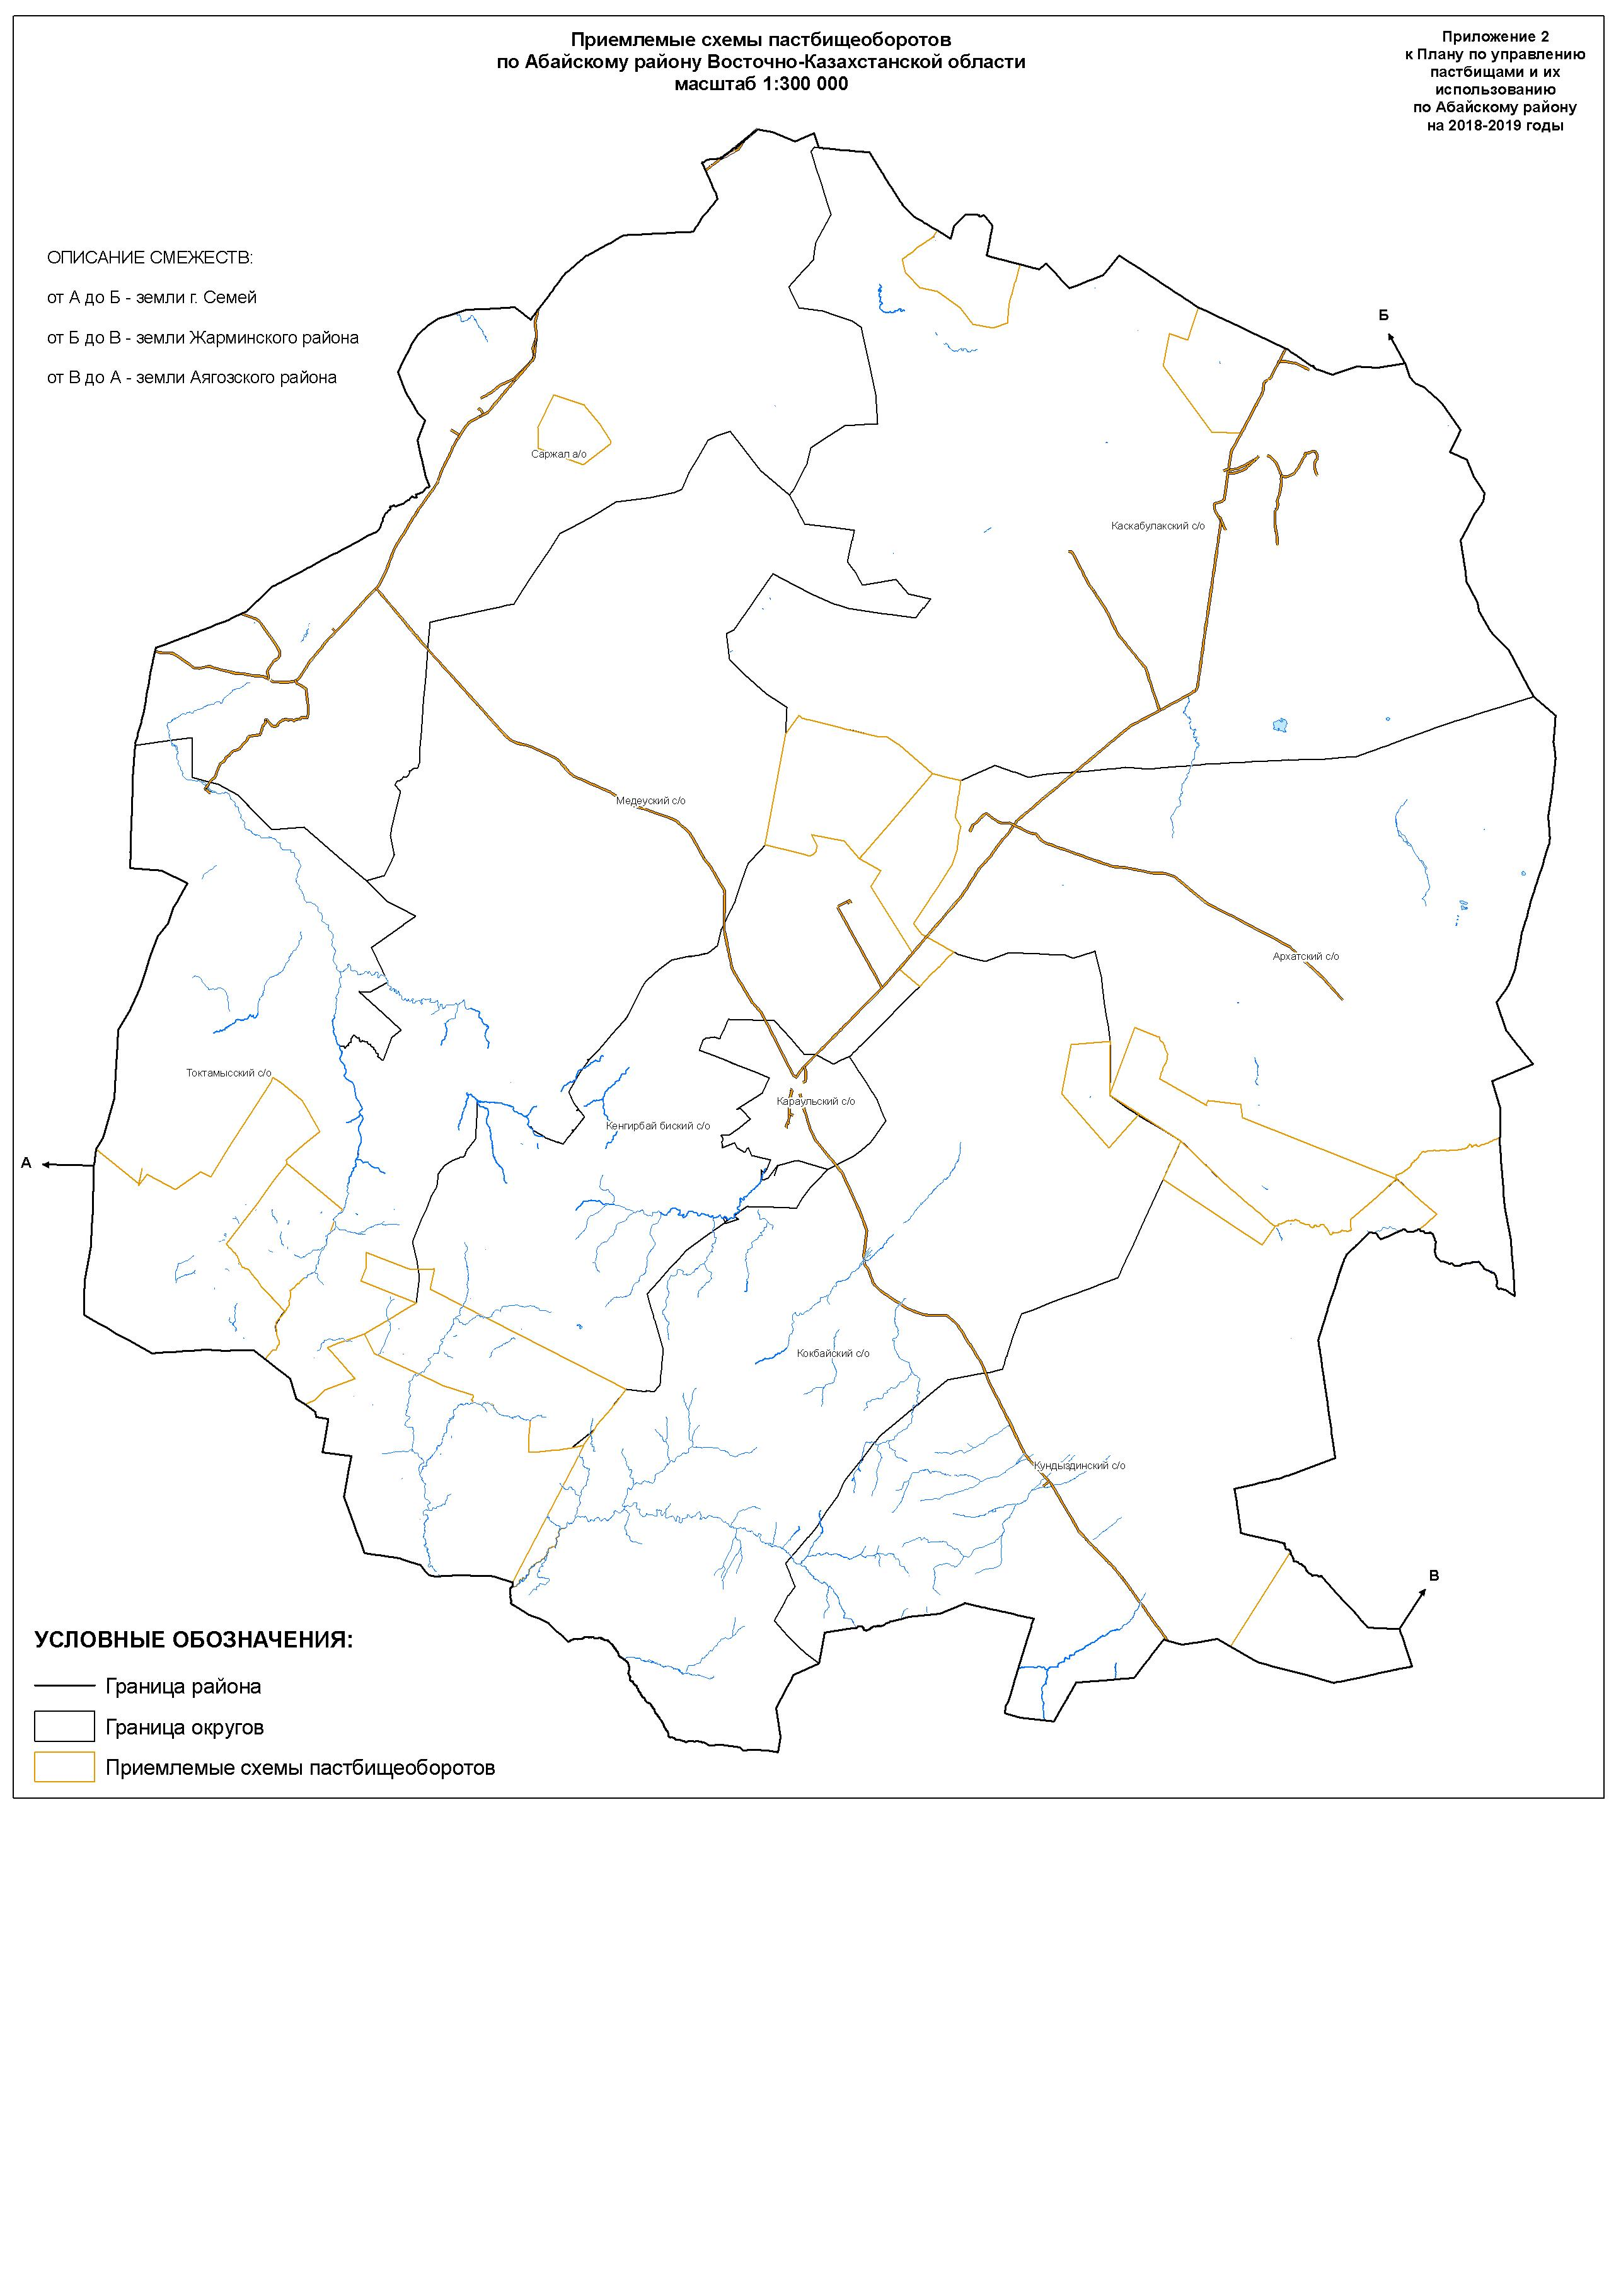 Приемлемые схемы пастбищеоборотов
по Абайскому району Восточно-Казахстанской области
масштаб 1:300 000
Приложение 2
к Плану по управлению
пастбищами и их
использованию
по Абайскому району
на 2018-2019 годы
ОПИСАНИЕ СМЕЖЕСТВ:
от А до Б - земли г. Семей
от Б до В - земли Жарминского района
от В до А - земли Аягозского района
Б
Саржал а/о
Каскабулакский с/о
Медеуский с/о
Архатский с/о
Токтамысский с/о
Караульский с/о
Кенгирбай биский с/о
А
Кокбайский с/о
Кундыздинский с/о
В
УСЛОВНЫЕ ОБОЗНАЧЕНИЯ:
Граница района
Граница округов
Приемлемые схемы пастбищеоборотов